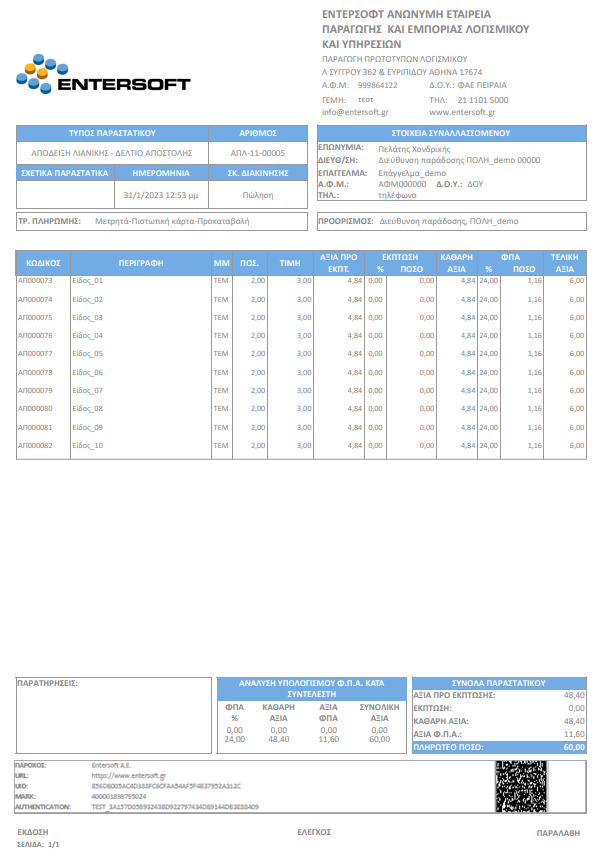 ENTERSOFT
ΕΝΤΕΡΣΟΦΤ ΑΝΩΝΥΜΗ ΕΤΑΙΡΕΙΑ
ΠΑΡΑΓΩΓΗΣ ΚΑΙ ΕΜΠΟΡΙΑΣ ΛΟΓΙΣΜΙΚΟΥ
ΚΑΙ ΥΠΗΡΕΣΙΩΝ
ΠΑΡΑΓΩΓΗ ΠΡΩΤΟΤΥΠΩΝ ΛΟΓΙΣΜΙΚΟΥ
Λ ΣΥΓΓΡΟΥ 362 & ΕΥΡΙΠΙΔΟΥ ΑΘΗΝΑ 17674
Α.Φ.Μ: 999864122 Δ.Ο.Υ.: ΦΑΕ ΠΕΙΡΑΙΑ
ΓΕΜΗ: τεστ ΤΗΛ: 21 1101 5000
info@entersoft.gr www.entersoft.gr
ΤΥΠΟΣ ΠΑΡΑΣΤΑΤΙΚΟΥ ΑΡΙΘΜΟΣ
ΑΠΟΔΕΙΞΗ ΛΙΑΝΙΚΗΣ - ΔΕΛΤΙΟ ΑΠΟΣΤΟΛΗΣ ΑΠΛ-11-00005
ΣΧΕΤΙΚΑ ΠΑΡΑΣΤΑΤΙΚΑ ΗΜΕΡΟΜΗΝΙΑ ΣΚ. ΔΙΑΚΙΝΗΣΗΣ
31/1/2023 12:53 μμ Πώληση
ΤΡ. ΠΛΗΡΩΜΗΣ: Μετρητά-Πιστωτική κάρτα-Προκαταβολή
ΣΤΟΙΧΕΙΑ ΣΥΝΑΛΛΑΣΣΟΜΕΝΟΥ
ΕΠΩΝΥΜΙΑ: Πελάτης Χονδρικής
ΔΙΕΥΘ/ΣΗ: Διεύθυνση παράδοσης ΠΟΛΗ_demo 00000
ΕΠΑΓΓΕΛΜΑ: Επάγγελμα_demo
Α.Φ.Μ.: ΑΦΜ000000 Δ.Ο.Υ.: ΔΟΥ
ΤΗΛ.: τηλέφωνο
ΠΡΟΟΡΙΣΜΟΣ: Διεύθυνση παράδοσης, ΠΟΛΗ_demo
ΚΩΔΙΚΟΣ ΠΕΡΙΓΡΑΦΗ ΜΜ ΠΟΣ. ΤΙΜΗ ΑΞΙΑ ΠΡΟ ΕΚΠΤΩΣΗ ΚΑΘΑΡΗ ΦΠΑ ΤΕΛΙΚΗ
ΕΚΠΤ. % ΠΟΣΟ ΑΞΙΑ % ΠΟΣΟ ΑΞΙΑ
ΑΠ000073 Είδος_01 ΤΕΜ 2,00 3,00 4,84 0,00 0,00 4,84 24,00 1,16 6,00
ΑΠ000074 Είδος_02 ΤΕΜ 2,00 3,00 4,84 0,00 0,00 4,84 24,00 1,16 6,00
ΑΠ000075 Είδος_03 ΤΕΜ 2,00 3,00 4,84 0,00 0,00 4,84 24,00 1,16 6,00
ΑΠ000076 Είδος_04 ΤΕΜ 2,00 3,00 4,84 0,00 0,00 4,84 24,00 1,16 6,00
ΑΠ000077 Είδος_05 ΤΕΜ 2,00 3,00 4,84 0,00 0,00 4,84 24,00 1,16 6,00
ΑΠ000078 Είδος_06 ΤΕΜ 2,00 3,00 4,84 0,00 0,00 4,84 24,00 1,16 6,00
ΑΠ000079 Είδος_07 ΤΕΜ 2,00 3,00 4,84 0,00 0,00 4,84 24,00 1,16 6,00
ΑΠ000080 Είδος_08 ΤΕΜ 2,00 3,00 4,84 0,00 0,00 4,84 24,00 1,16 6,00
ΑΠ000081 Είδος_09 ΤΕΜ 2,00 3,00 4,84 0,00 0,00 4,84 24,00 1,16 6,00
ΑΠ000082 Είδος_10 ΤΕΜ 2,00 3,00 4,84 0,00 0,00 4,84 24,00 1,16 6,00
ΠΑΡΑΤΗΡΗΣΕΙΣ:
ΑΝΑΛΥΣΗ ΥΠΟΛΟΓΙΣΜΟΥ Φ.Π.Α. ΚΑΤΑ
ΣΥΝΤΕΛΕΣΤΗ
ΦΠΑ ΚΑΘΑΡΗ ΑΞΙΑ ΣΥΝΟΛΙΚΗ
% ΑΞΙΑ ΦΠΑ ΑΞΙΑ
0,00 0,00 0,00 0,00
24,00 48,40 11,60 60,00
ΣΥΝΟΛΑ ΠΑΡΑΣΤΑΤΙΚΟΥ
ΑΞΙΑ ΠΡΟ ΕΚΠΤΩΣΗΣ: 48,40
ΕΚΠΤΩΣΗ: 0,00
ΚΑΘΑΡΗ ΑΞΙΑ: 48,40
ΑΞΙΑ Φ.Π.Α.: 11,60
ΠΛΗΡΩΤΕΟ ΠΟΣΟ: 60,00
ΠΑΡΟΧΟΣ: Entersoft A.E.
URL: https://www.entersoft.gr
UID:
MARK: 400001898795024
AUTHENTICATION:
ΕΚΔΟΣΗ ΕΛΕΓΧΟΣ ΠΑΡΑΛΑΒΗ
ΣΕΛΙΔΑ: 1/1